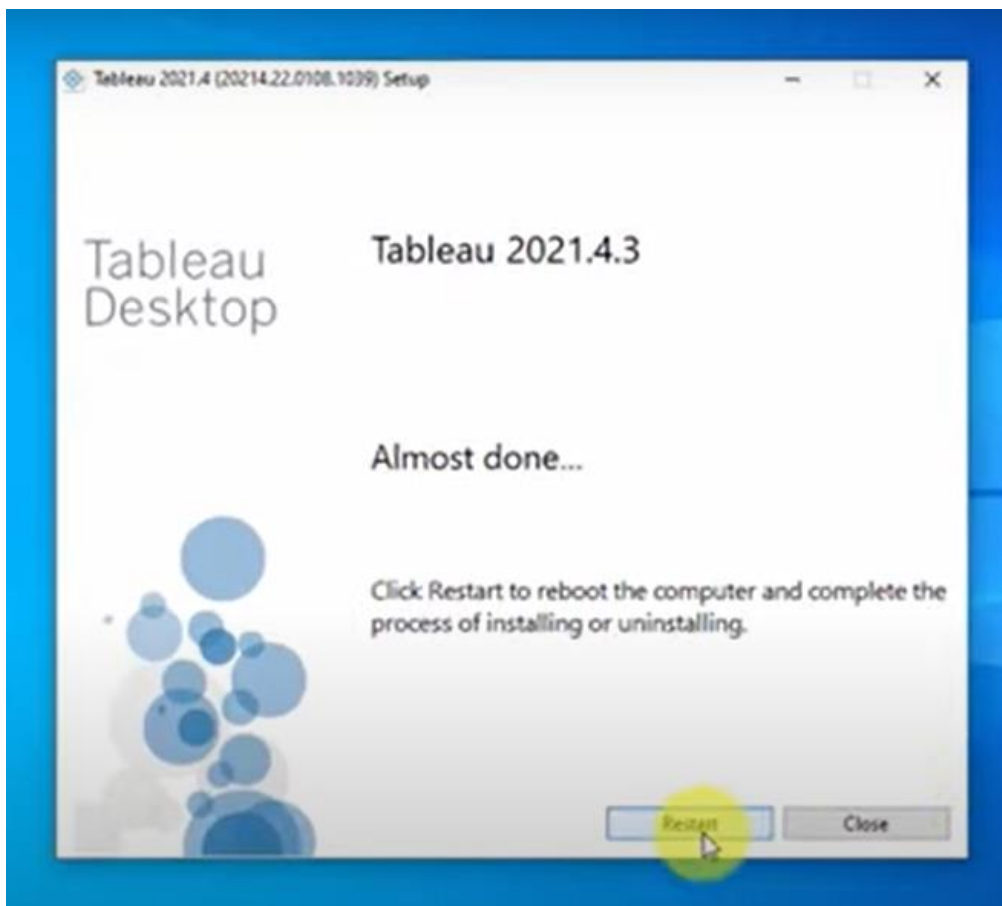 Tableau 2021.4 (20214.22.0108.1039) Setup
Tableau
Desktop
Tableau 2021.4.3
Almost done...
Click Restart to reboot the computer and complete the
process of installing or uninstalling.
Restart
Close